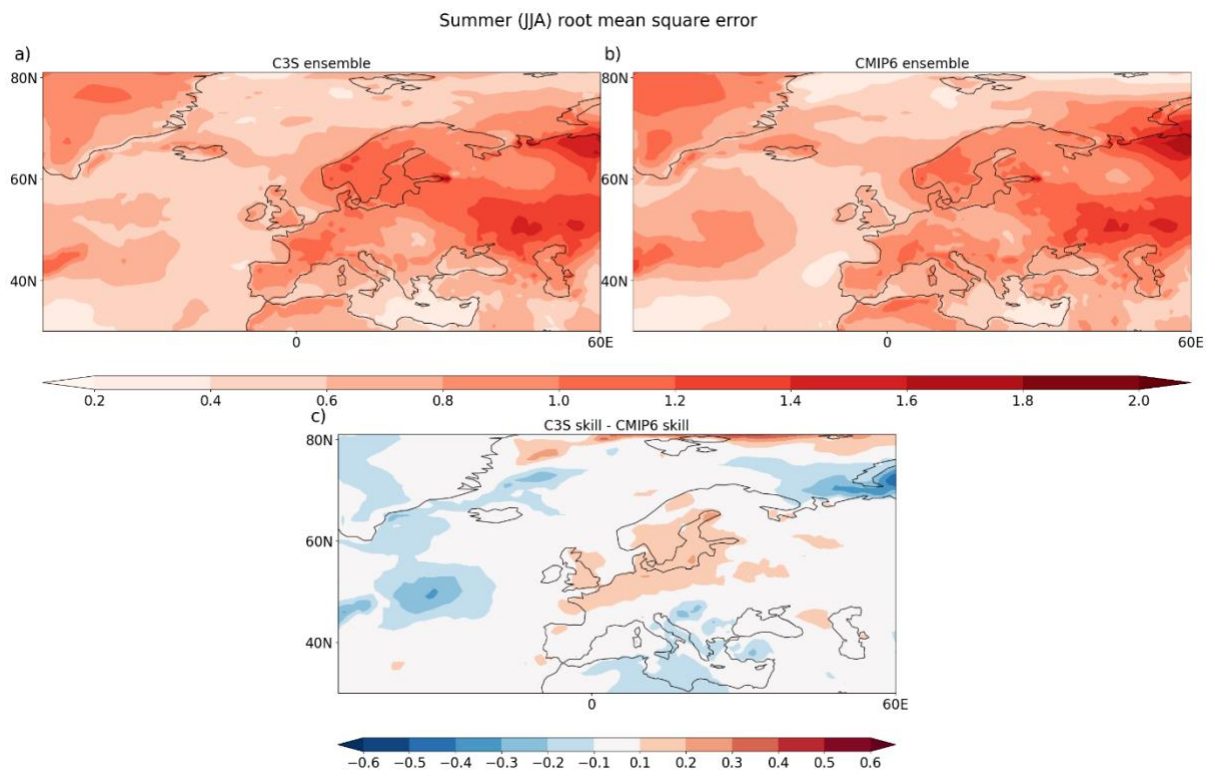 Summer (JJA) root mean square error
a) b)
C3S ensemble CMIP6 ensemble
80N 80N
60N 60N
40N 40N
0 60E 0 60E
0.2 0.4 0.6 0.8 1.0 1.2 1.4 1.6 1.8 2.0
c)
C3S skill - CMIP6 skill
80N
60N
40N
0 60E
−0.6 −0.5 −0.4 −0.3 −0.2 −0.1 0.1 0.2 0.3 0.4 0.5 0.6